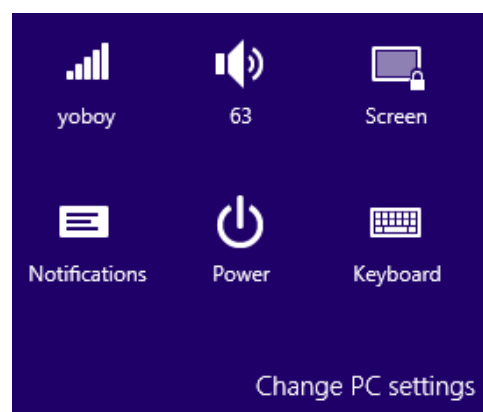 yoboy 63 Screen
Notifications Power Keyboard
Change PC settings